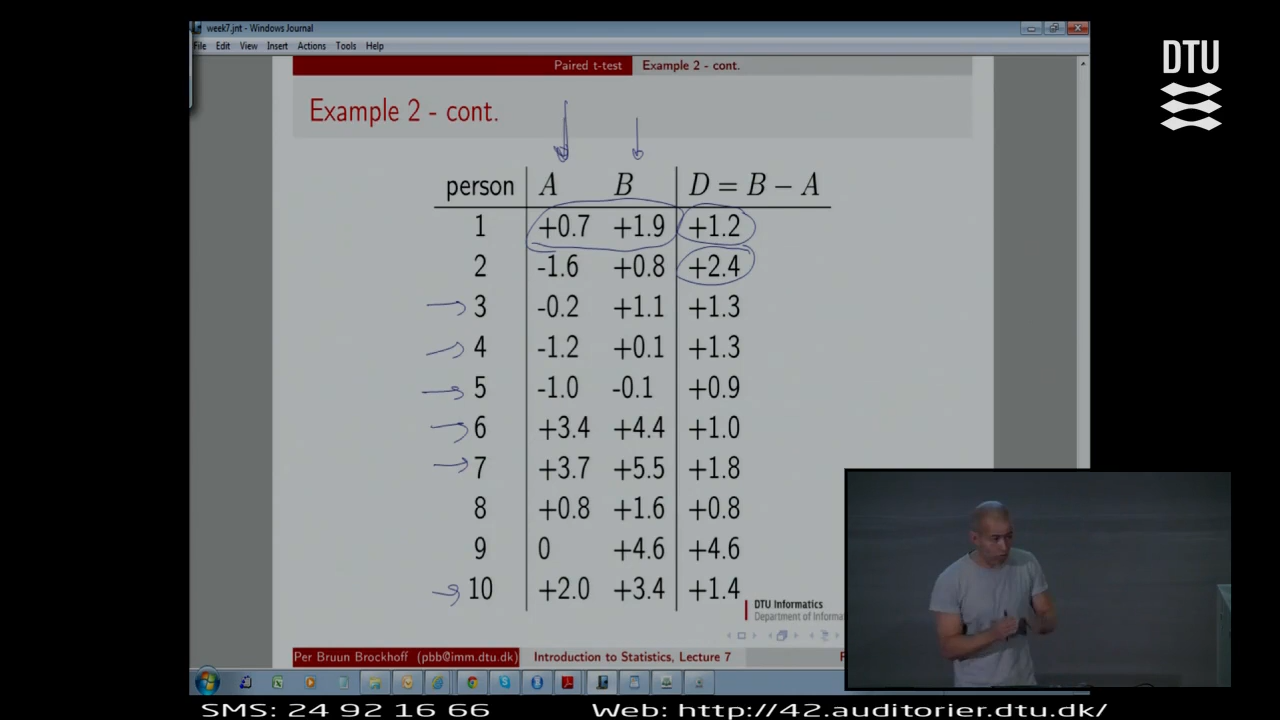 week7.jnt - Windows Journal
File Edit View Insert Actions Tools Help
DTU
Paired t-test Example 2 - cont.
Example 2 - cont.
person A B D = B − A
1 +0.7 +1.9 +1.2
2 -1.6 +0.8 +2.4
3 -0.2 +1.1 +1.3
4 -1.2 +0.1 +1.3
5 -1.0 -0.1 +0.9
6 +3.4 +4.4 +1.0
7 +3.7 +5.5 +1.8
8 +0.8 +1.6 +0.8
9 0 +4.6 +4.6
10 +2.0 +3.4 +1.4
DTU Informatics
Department of Informa
Per Bruun Brockhoff (pbb@imm.dtu.dk) Introduction to Statistics, Lecture 7 F
SMS: 24 92 16 66 Web: http://42.auditorier.dtu.dk/